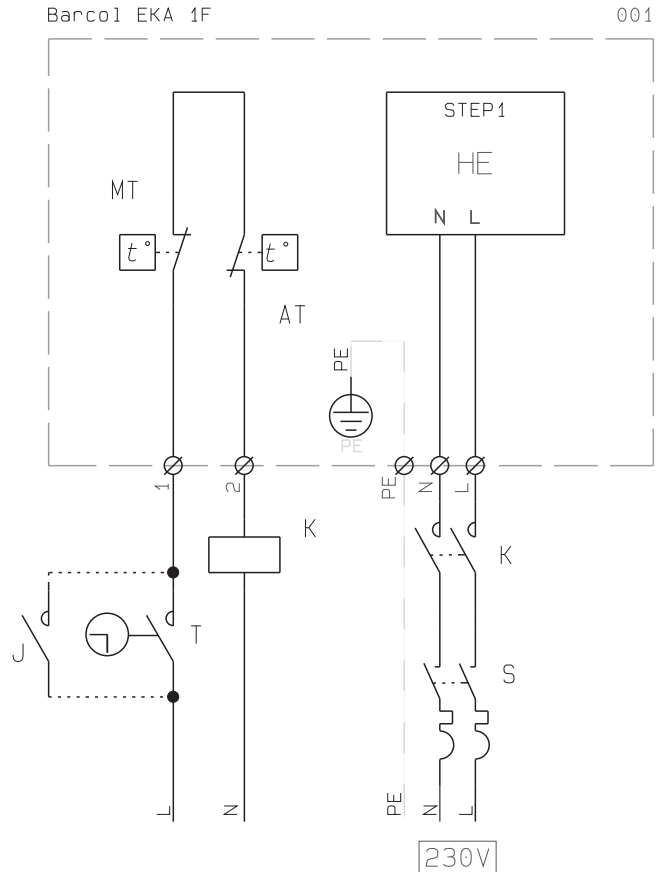 Barcol EKA 1F 001
STEP1
HE
MT
N L
t° t°
AT
PE
PE
1 2 PE N L
K
K
T
J
S
L N PE N L
230V